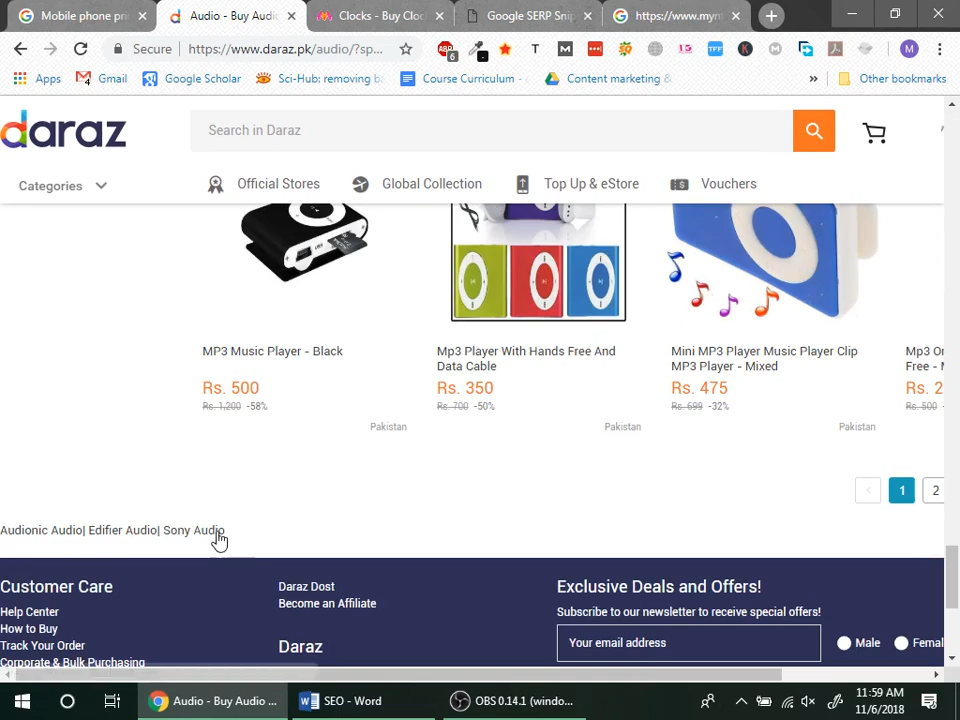 Mobile phone pri
Audio - Buy Audio
Clocks - Buy Cloc
Google SERP Snip
https://www.mynt
Secure
https://www.daraz.pk/audio/?sp...
ABP
6
T
TFF
K
M
M
Apps
Gmail
Google Scholar
Sci-Hub: removing ba
Course Curriculum -
Content marketing &
»
Other bookmarks
daraz
Search in Daraz
Categories
Official Stores
Global Collection
Top Up & eStore
Vouchers
MP3 Music Player - Black
Rs. 500
Rs. 1,200 -58%
Pakistan
Mp3 Player With Hands Free And
Data Cable
Rs. 350
Rs. 700 -50%
Pakistan
Mini MP3 Player Music Player Clip
MP3 Player - Mixed
Rs. 475
Rs. 699 -32%
Pakistan
Mp3 Or
Free - M
Rs. 2
Rs. 500
< 1 2
Audionic Audio| Edifier Audio| Sony Audio
Customer Care
Help Center
How to Buy
Track Your Order
Corporate & Bulk Purchasing
Daraz Dost
Become an Affiliate
Daraz
Exclusive Deals and Offers!
Subscribe to our newsletter to receive special offers!
Your email address
Male
Femal
Audio - Buy Audio ...
SEO - Word
OBS 0.14.1 (windo...
11:59 AM
11/6/2018